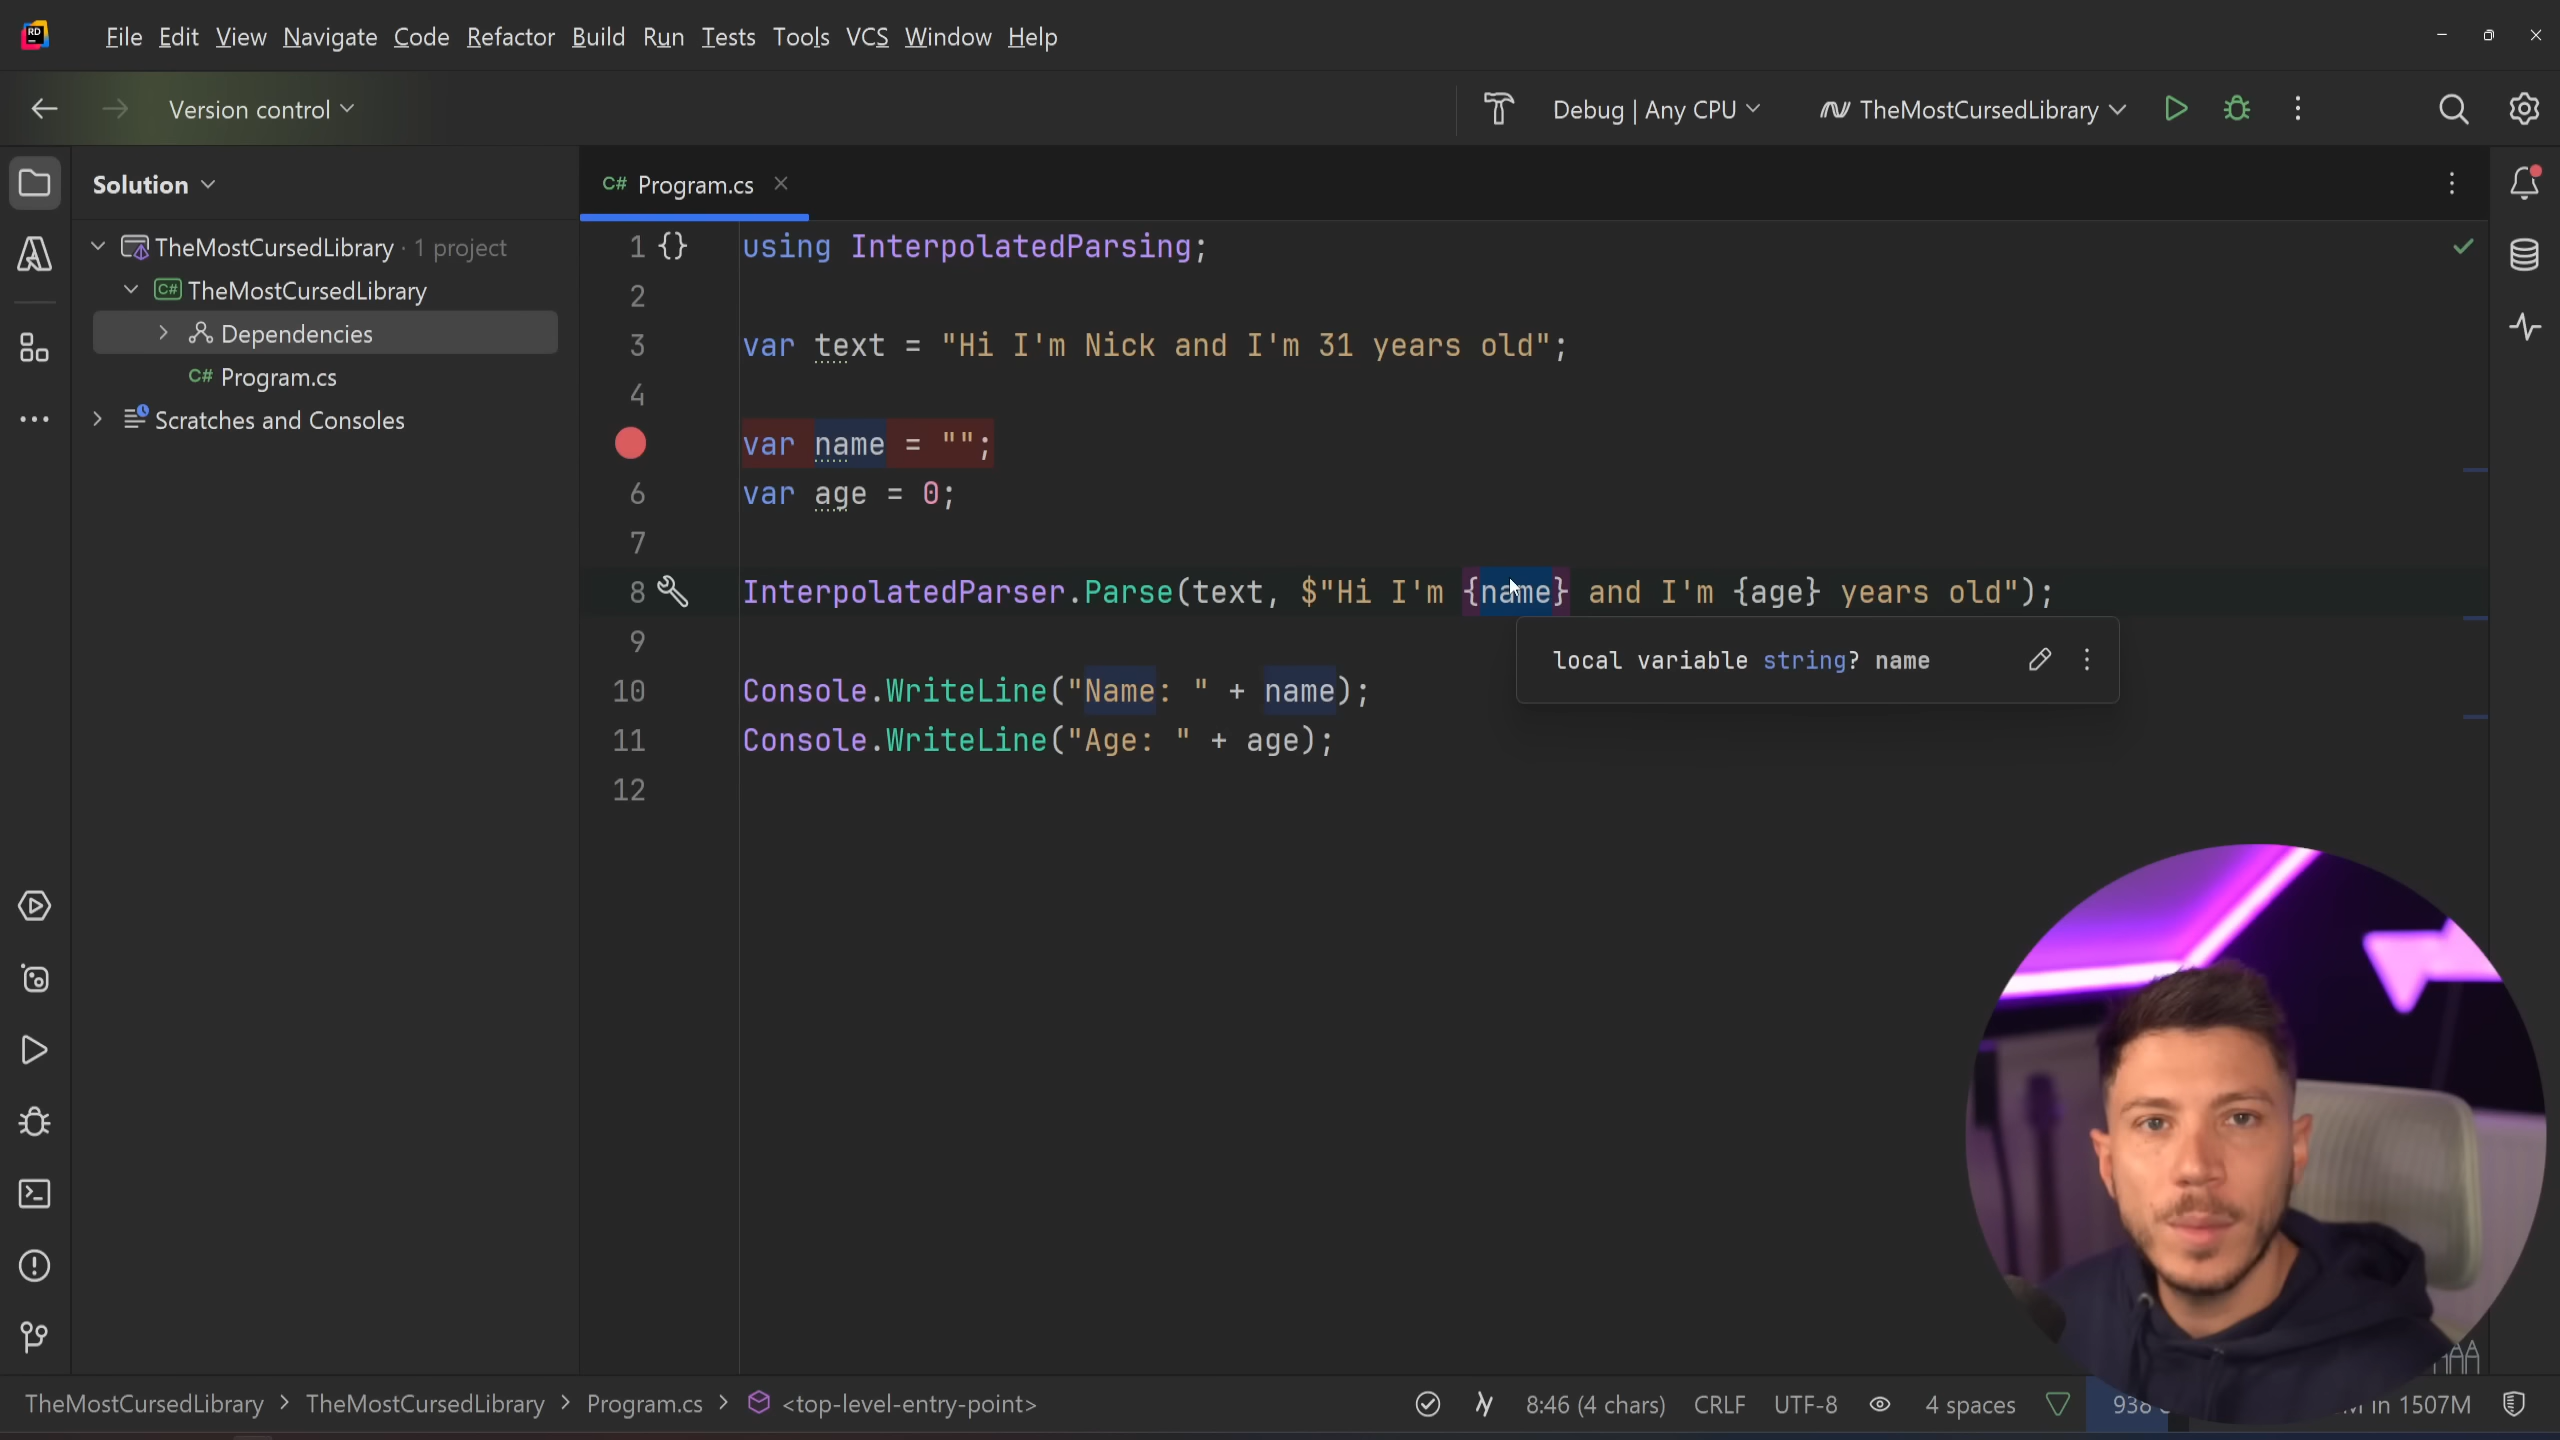 RD
File Edit View Navigate Code Refactor Build Run Tests Tools VCS Window Help
Version control
Debug | Any CPU
TheMostCursedLibrary
Solution
C# Program.cs
TheMostCursedLibrary · 1 project
C# TheMostCursedLibrary
Dependencies
C# Program.cs
Scratches and Consoles
1 {} using InterpolatedParsing;
2
3 var text = "Hi I'm Nick and I'm 31 years old";
4
var name = "";
6 var age = 0;
7
8 InterpolatedParser.Parse(text, $"Hi I'm {name} and I'm {age} years old");
local variable string? name
9
10 Console.WriteLine("Name: " + name);
11 Console.WriteLine("Age: " + age);
12
TheMostCursedLibrary > TheMostCursedLibrary > Program.cs > <top-level-entry-point>
8:46 (4 chars) CRLF UTF-8 4 spaces 938 in 1507M